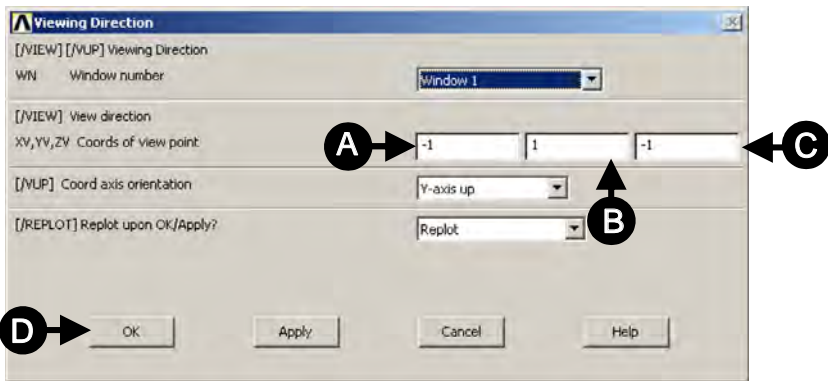 Viewing Direction
[/VIEW] [/VUP] Viewing Direction
WN Window number Window 1
[/VIEW] View direction
XV,YV,ZV Coords of view point A -1 1 -1 C
B
[/VUP] Coord axis orientation Y-axis up
[/REPLOT] Replot upon OK/Apply? Replot
D OK Apply Cancel Help